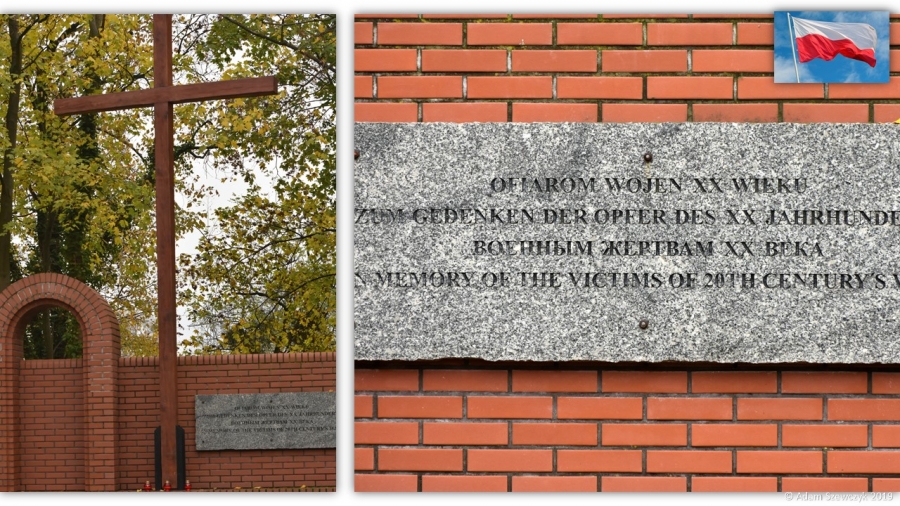 OFIAROM WOJEN XX WIEKU
ZUM GEDENKEN DER OPFER DES XX JAHRHUNDE
ВОЕННЫМ ЖЕРТВАМ XX ВЕКА
N MEMORY OF THE VICTIMS OF 20TH CENTURY'S W
© Adam Szewczyk 2019